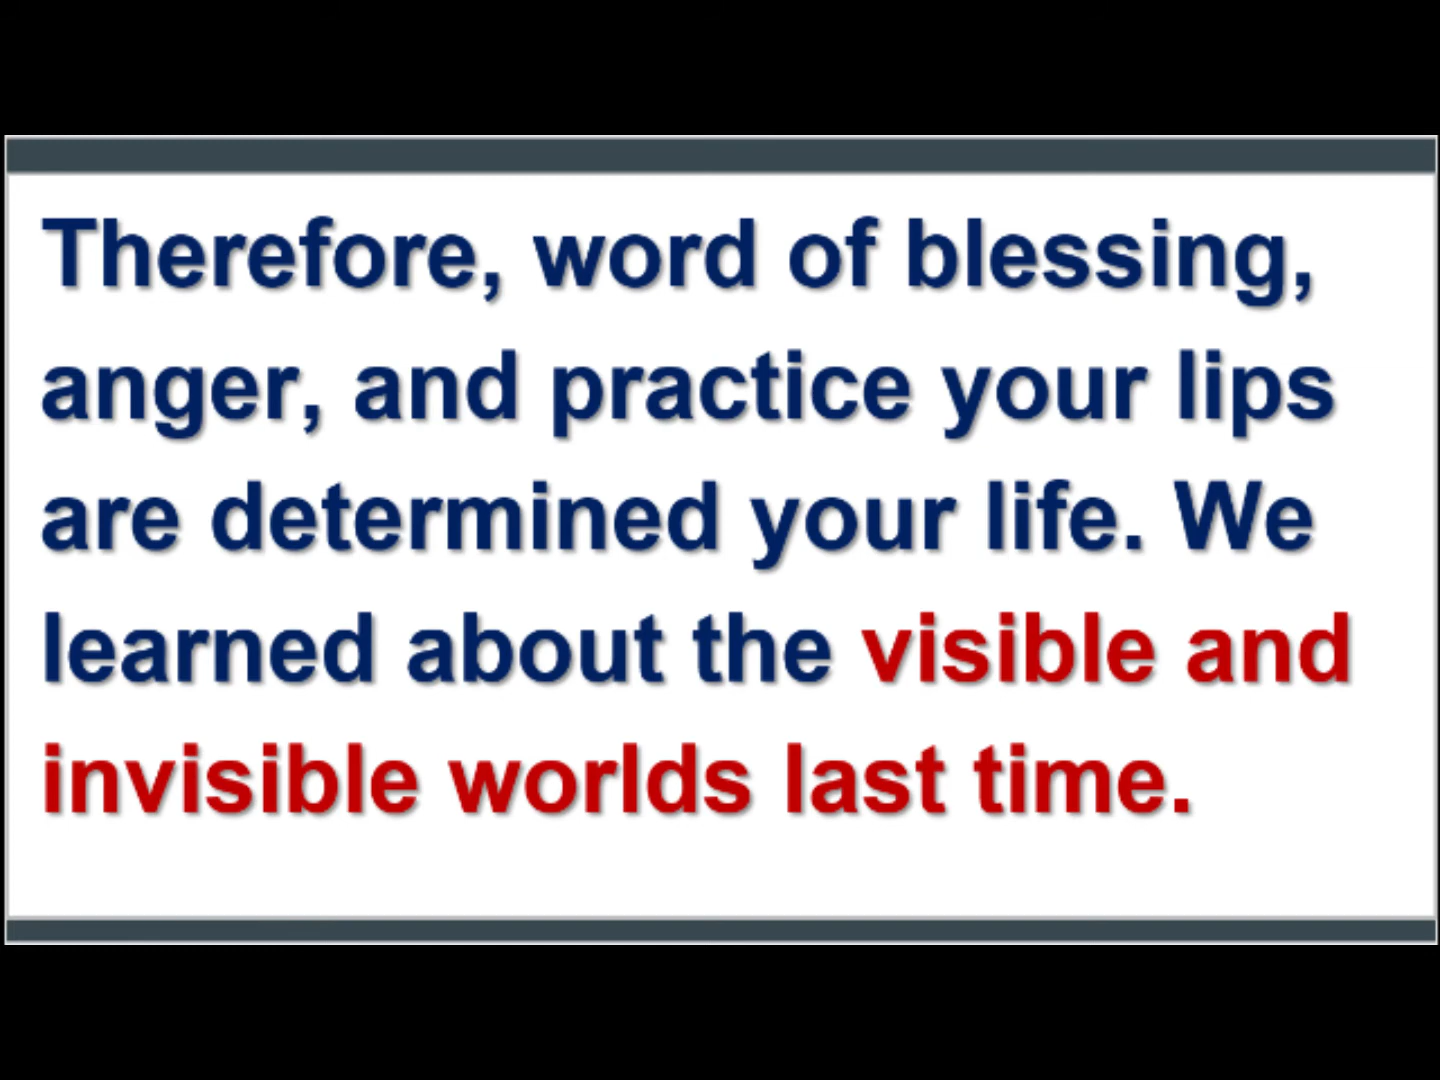 Therefore, word of blessing,
anger, and practice your lips
are determined your life. We
learned about the visible and
invisible worlds last time.